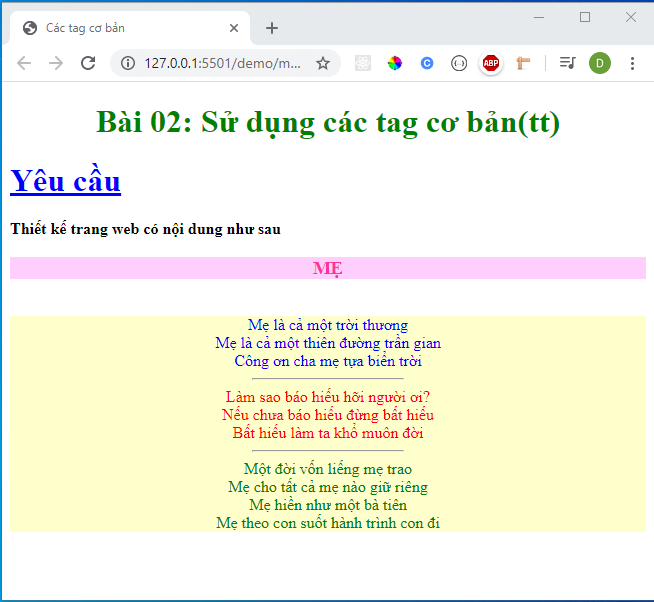 Các tag cơ bản
127.0.0.1:5501/demo/m...
ABP
D
Bài 02: Sử dụng các tag cơ bản(tt)
Yêu cầu
Thiết kế trang web có nội dung như sau
MẸ
Mẹ là cả một trời thương
Mẹ là cả một thiên đường trần gian
Công ơn cha mẹ tựa biển trời
Làm sao báo hiếu hỡi người ơi?
Nếu chưa báo hiếu đừng bất hiếu
Bất hiếu làm ta khổ muôn đời
Một đời vốn liếng mẹ trao
Mẹ cho tất cả mẹ nào giữ riêng
Mẹ hiền như một bà tiên
Mẹ theo con suốt hành trình con đi